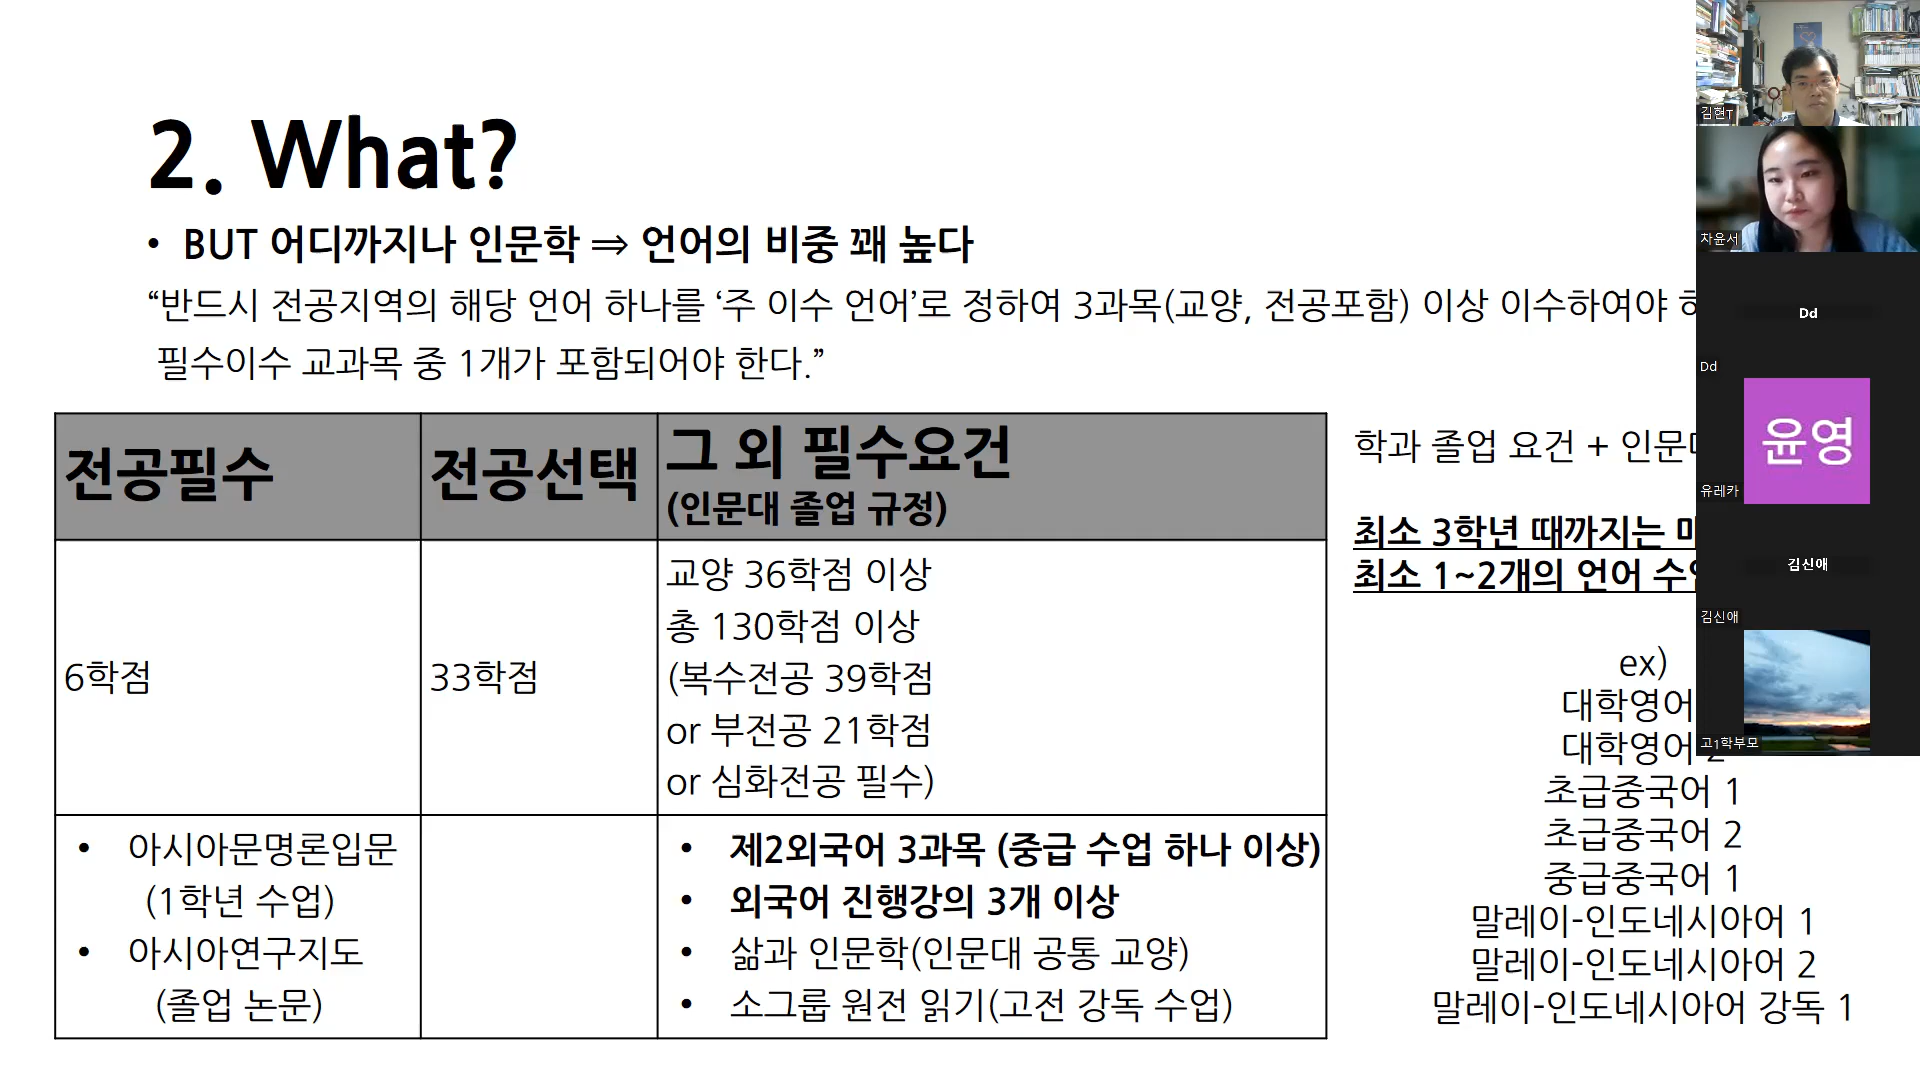 2. What?
• BUT 어디까지나 인문학 ⇒ 언어의 비중 꽤 높다
“반드시 전공지역의 해당 언어 하나를 ‘주 이수 언어’로 정하여 3과목(교양, 전공포함) 이상 이수하여야
필수이수 교과목 중 1개가 포함되어야 한다.”
전공필수
전공선택
그 외 필수요건
(인문대 졸업 규정)
6학점
33학점
교양 36학점 이상
총 130학점 이상
(복수전공 39학점
or 부전공 21학점
or 심화전공 필수)
• 아시아문명론입문
(1학년 수업)
• 아시아연구지도
(졸업 논문)
• 제2외국어 3과목 (중급 수업 하나 이상)
• 외국어 진행강의 3개 이상
• 삶과 인문학(인문대 공통 교양)
• 소그룹 원전 읽기(고전 강독 수업)
학과 졸업 요건 +
최소 3학년 때까지는
최소 1~2개의 언어
ex)
대학영어
대학영어 2
초급중국어 1
초급중국어 2
중급중국어 1
말레이-인도네시아어 1
말레이-인도네시아어 2
말레이-인도네시아어 강독 1
김현T
차윤서
Dd
Dd
윤영
유레카
김신애
김신애
고1학부모